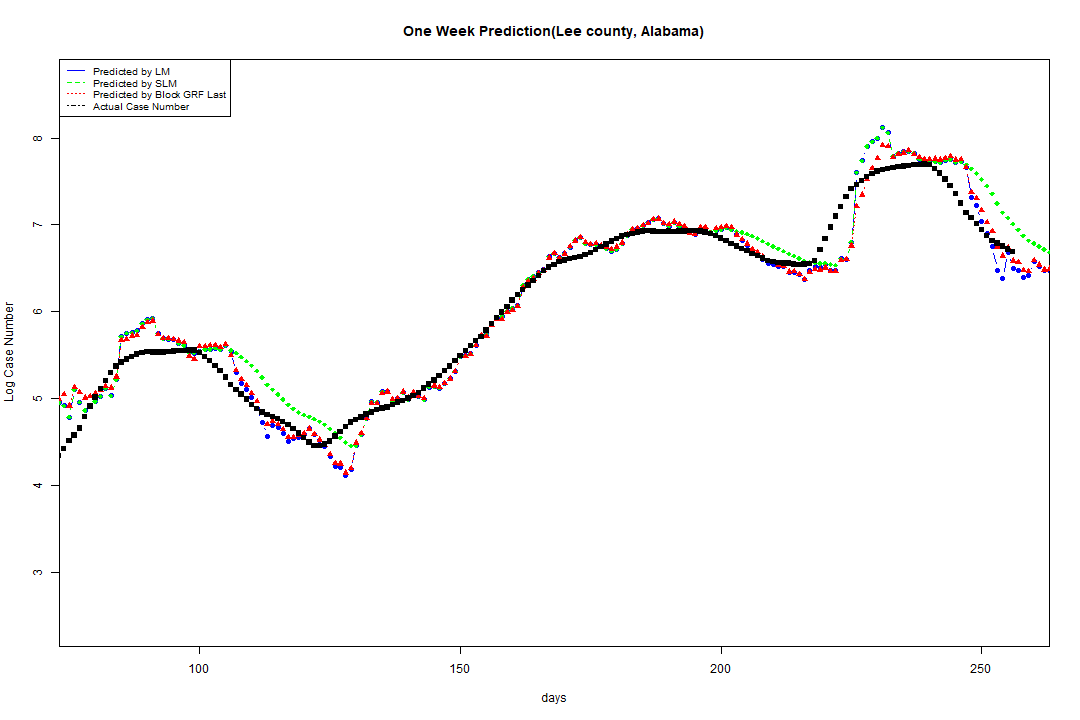 One Week Prediction(Lee county, Alabama)
Predicted by LM
Predicted by SLM
Predicted by Block GRF Last
Actual Case Number
8
7
6
5
4
3
Log Case Number
100 150 200 250
days